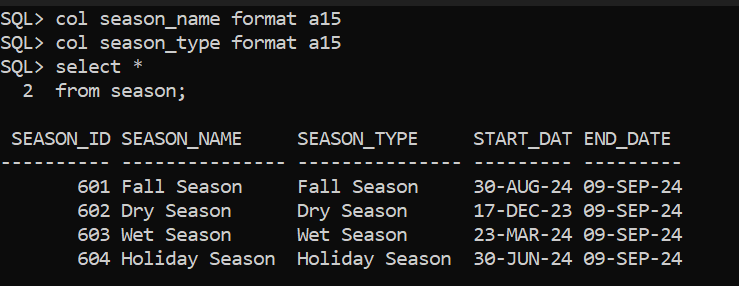 SQL> col season_name format a15
SQL> col season_type format a15
SQL> select *
  2  from season;

 SEASON_ID SEASON_NAME     SEASON_TYPE     START_DAT END_DATE
---------- --------------- --------------- --------- ---------
       601 Fall Season     Fall Season     30-AUG-24 09-SEP-24
       602 Dry Season      Dry Season      17-DEC-23 09-SEP-24
       603 Wet Season      Wet Season      23-MAR-24 09-SEP-24
       604 Holiday Season  Holiday Season  30-JUN-24 09-SEP-24